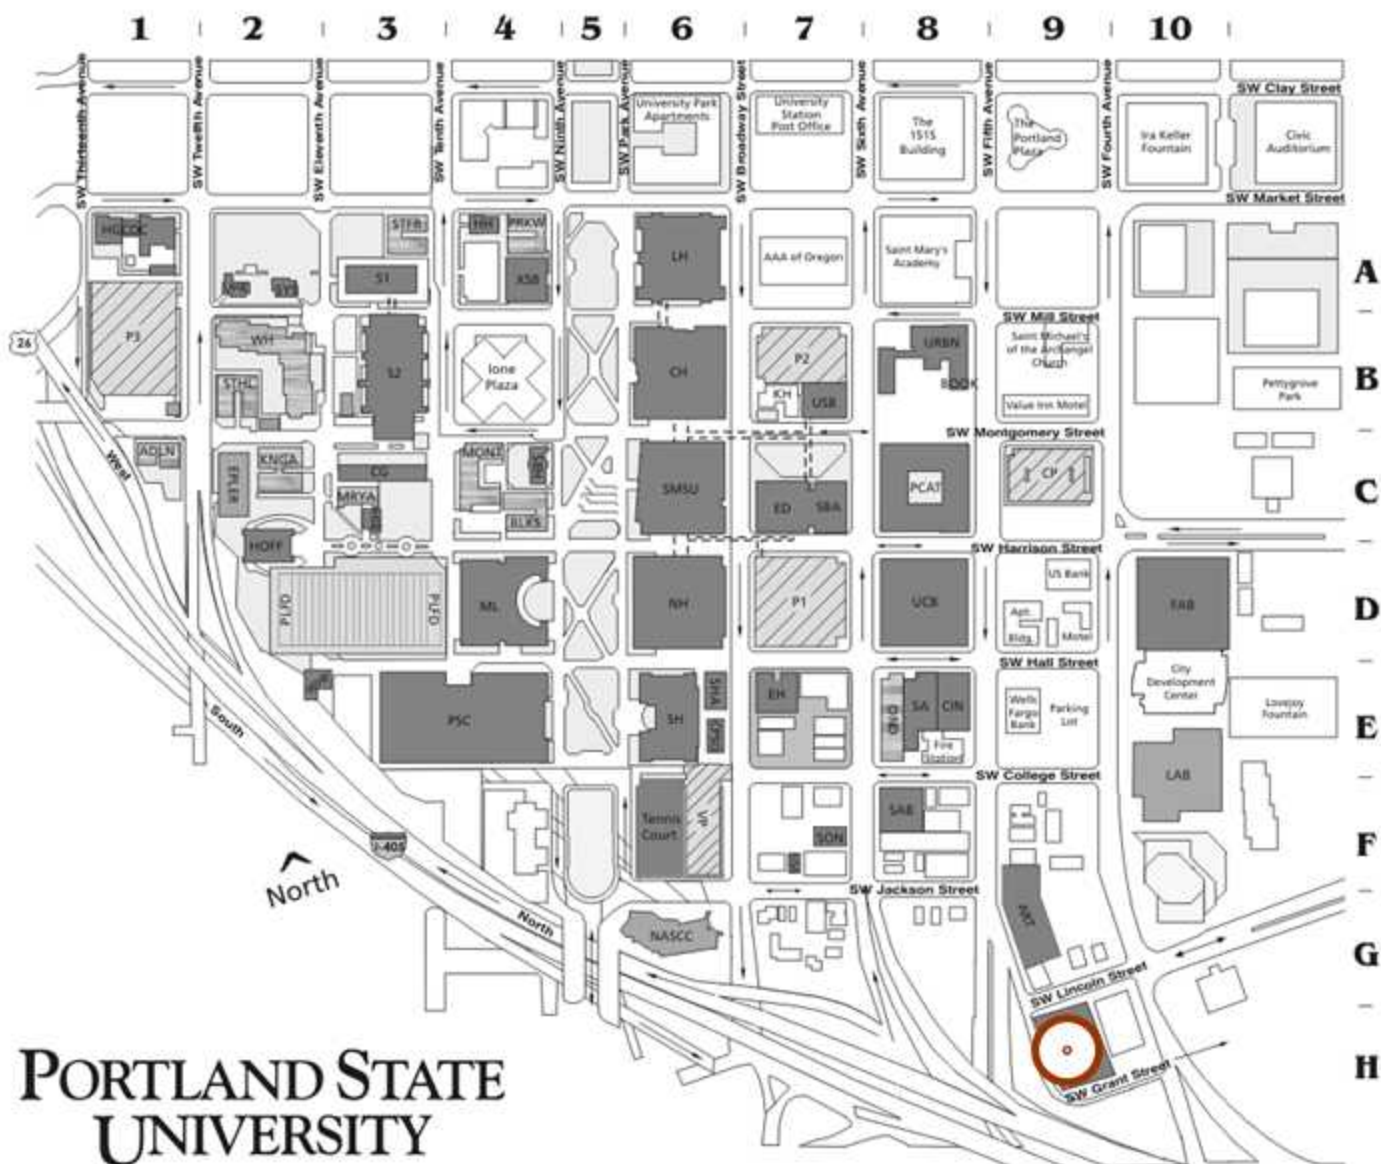 1 2 3 4 5 6 7 8 9 10
SW Clay Street
SW Thirteenth Avenue
SW Twelfth Avenue
SW Eleventh Avenue
SW Tenth Avenue
SW Ninth Avenue
SW Park Avenue
SW Broadway Street
SW Sixth Avenue
SW Fifth Avenue
SW Fourth Avenue
University Park
Apartments
University
Station
Post Office
The
1515
Building
The
Portland
Plaza
Ira Keller
Fountain
Civic
Auditorium
SW Market Street
HGCDC
STFB
PRKW
XSB
S1
LH
AAA of Oregon
Saint Mary's
Academy
A
SW Mill Street
26
P3
WH
STHL
S2
Ione
Plaza
CH
P2
KH
USB
URBN
BOOK
Saint Michael's
of the Archangel
Church
Value Inn Motel
Pettygrove
Park
B
SW Montgomery Street
West
ADLN
EPLER
KNGA
CG
MRYA
MONT
BLKS
SMSU
ED
SBA
PCAT
CP
C
HOFF
SW Harrison Street
PLFD
PLFD
ML
NH
P1
UCB
US Bank
Apt.
Bldg.
Motel
FAB
D
SW Hall Street
City
Development
Center
South
PSC
SH
EH
SA
CIN
Fire
Station
Wells
Fargo
Bank
Parking
Lot
Lovejoy
Fountain
E
SW College Street
LAB
Tennis
Court
VP
SON
SAB
F
I-405
North
SW Jackson Street
North
NASCC
ART
G
SW Lincoln Street
SW Grant Street
H
PORTLAND STATE
UNIVERSITY